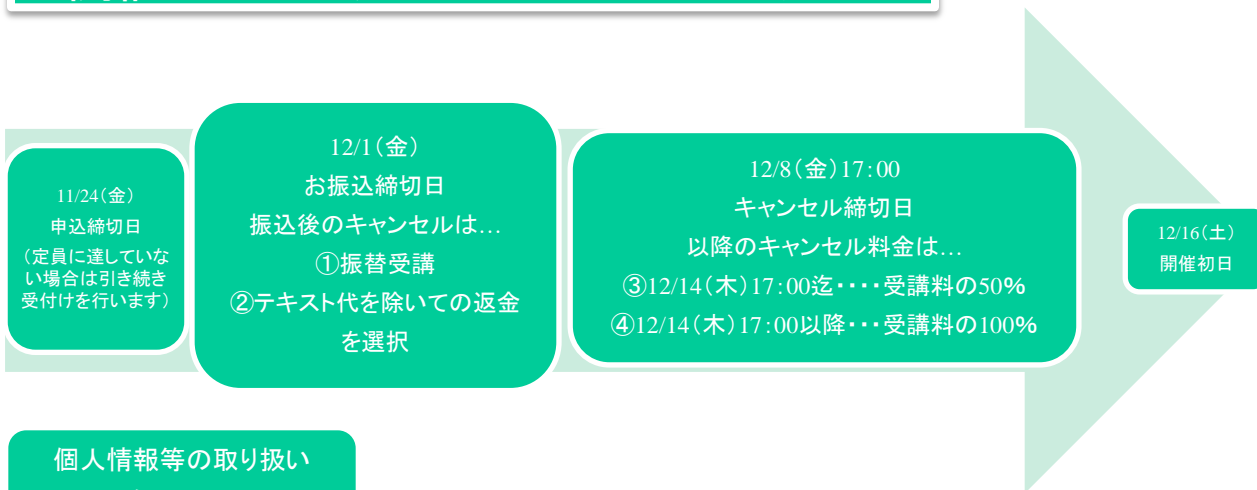 11/24(金)
申込締切日
(定員に達していな
い場合は引き続き
受付けを行います)
12/1(金)
お振込締切日
振込後のキャンセルは…
①振替受講
②テキスト代を除いての返金
を選択
12/8(金)17:00
キャンセル締切日
以降のキャンセル料金は…
③12/14(木)17:00迄・・・・受講料の50%
④12/14(木)17:00以降・・・受講料の100%
12/16(土)
開催初日
個人情報等の取り扱い